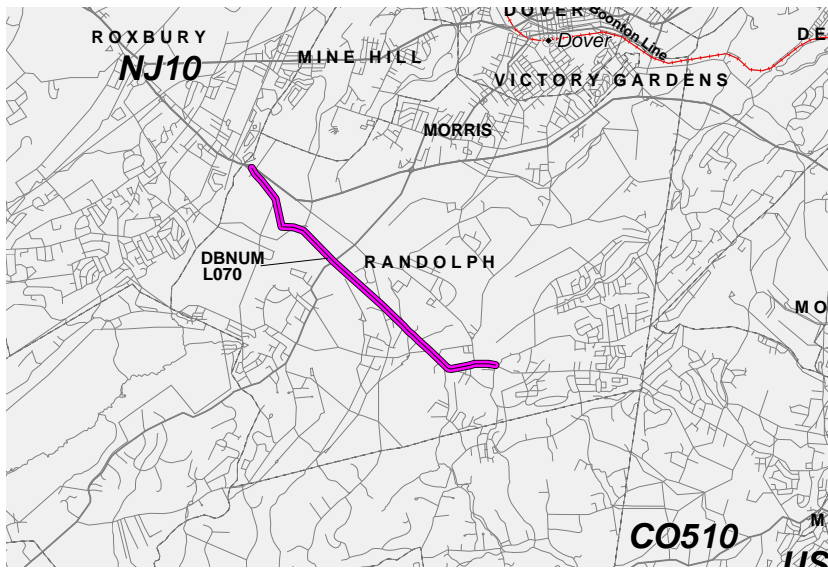 DOVER
Boonton Line
Dover
DE
ROXBURY
NJ10
MINE HILL
VICTORY GARDENS
MORRIS
DBNUM
L070
RANDOLPH
MO
CO510
M
US